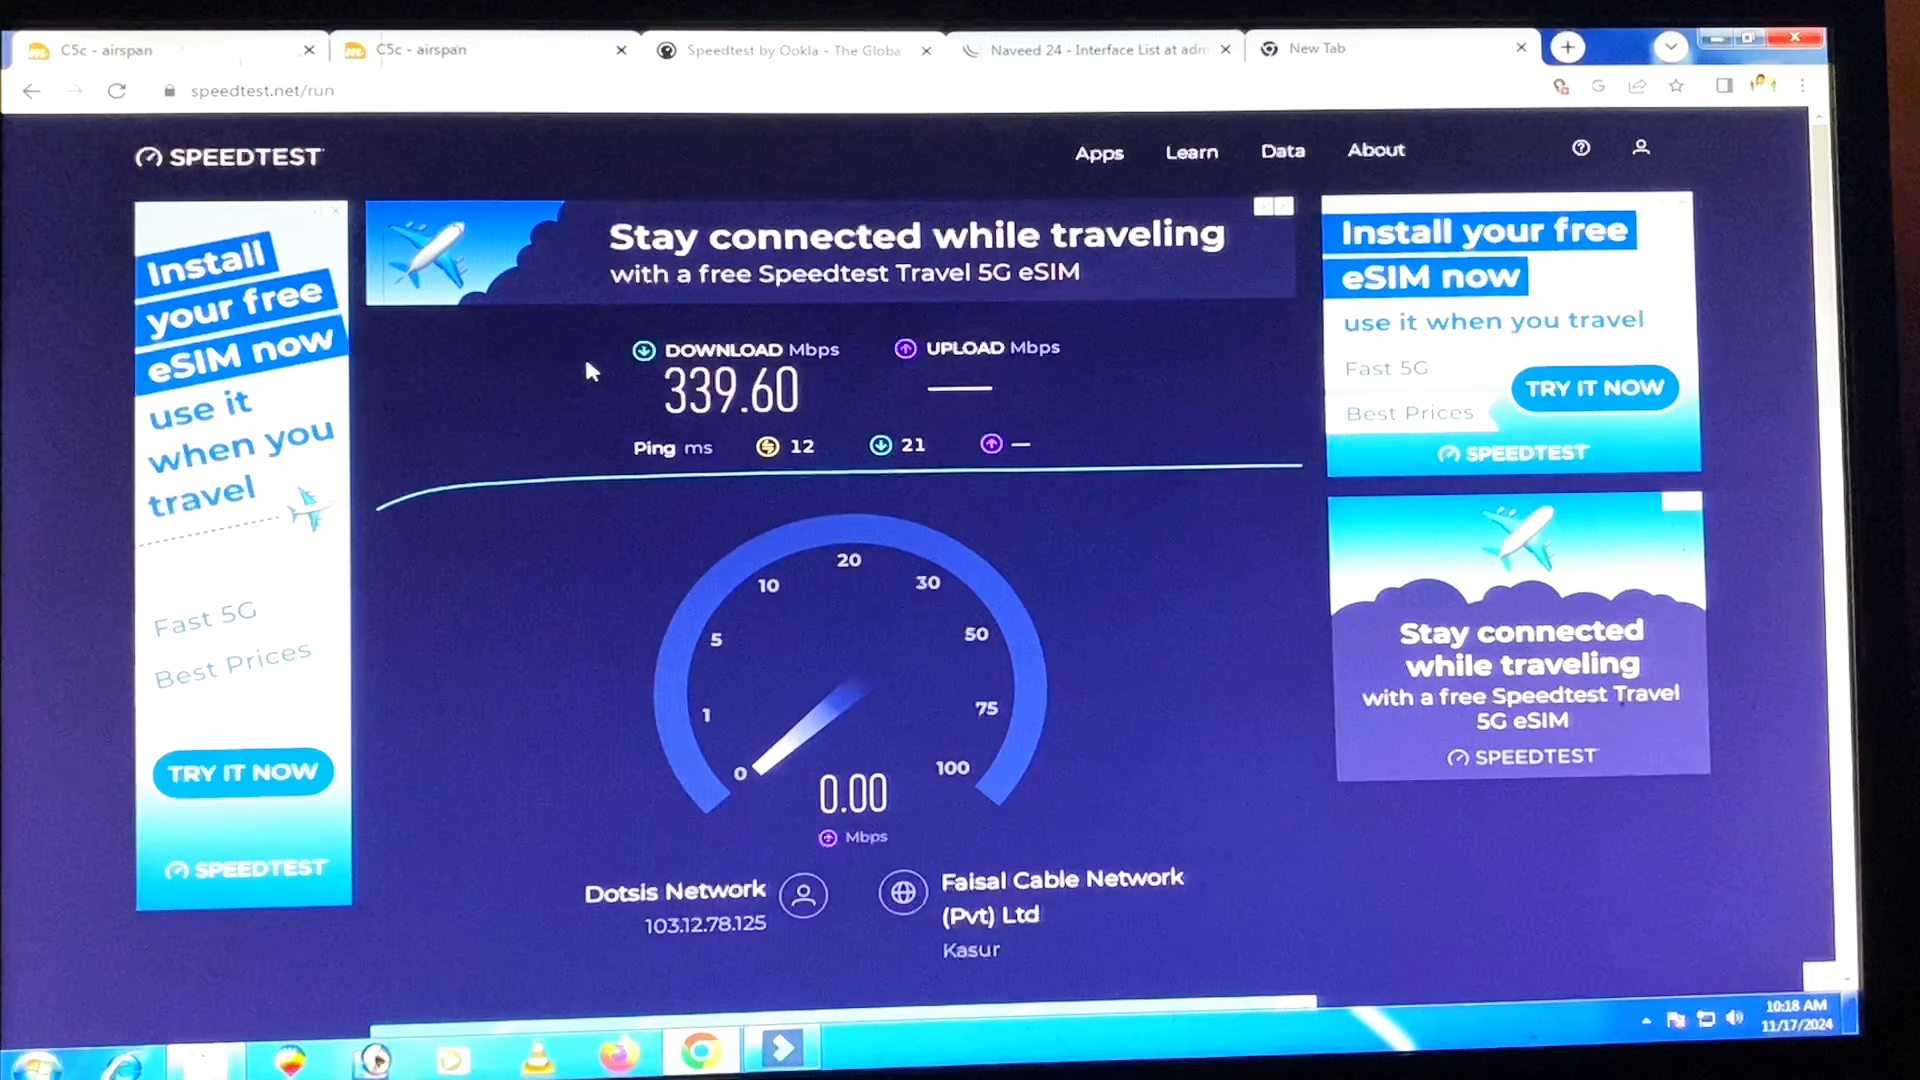 C5c - airspan
C5c - airspan
Speedtest by Ookla - The Globa
Naveed 24 - Interface List at adm
New Tab
speedtest.net/run
SPEEDTEST
Apps
Learn
Data
About
Install
your free
eSIM now
use it
when you
travel
Fast 5G
Best Prices
TRY IT NOW
SPEEDTEST
Stay connected while traveling
with a free Speedtest Travel 5G eSIM
DOWNLOAD Mbps
339.60
UPLOAD Mbps
Ping ms
12
21
0
1
5
10
20
30
50
75
100
0.00
Mbps
Dotsis Network
103.12.78.125
Faisal Cable Network
(Pvt) Ltd
Kasur
Install your free
eSIM now
use it when you travel
Fast 5G
Best Prices
TRY IT NOW
SPEEDTEST
Stay connected
while traveling
with a free Speedtest Travel
5G eSIM
SPEEDTEST
10:18 AM
11/17/2024